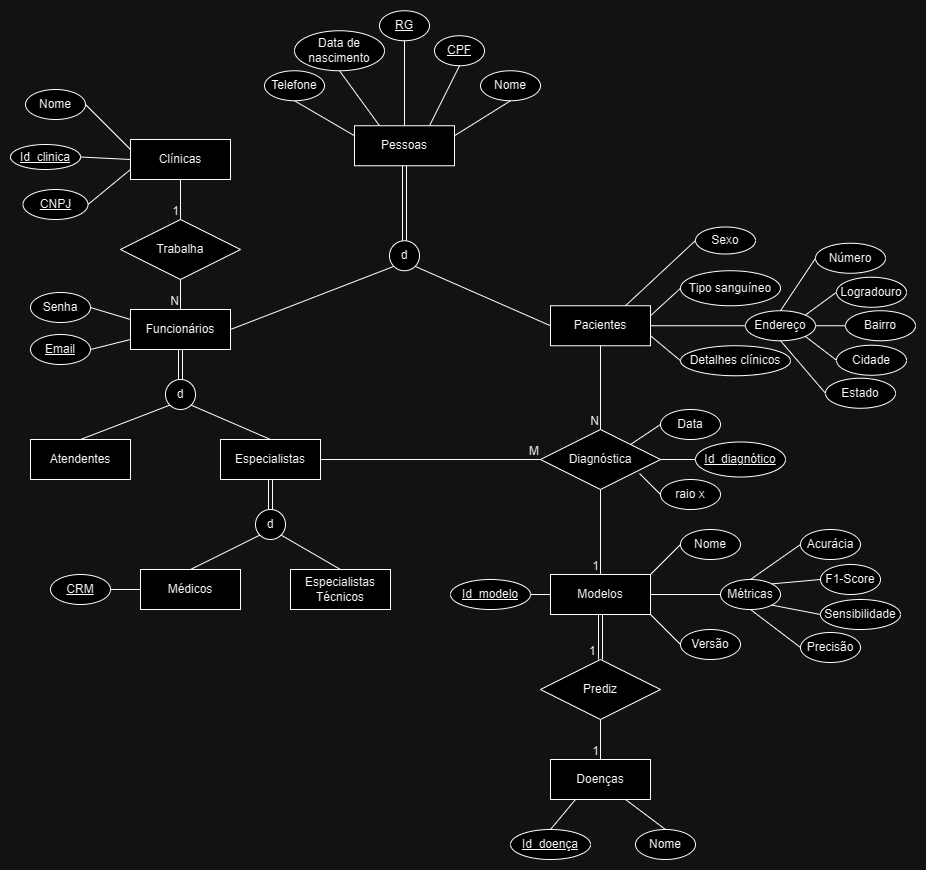 RG
Data de
nascimento
CPF
Telefone
Nome
Nome
Pessoas
Clínicas
Id_clinica
CNPJ
1
Trabalha
d
Sexo
Número
Tipo sanguíneo
Logradouro
N
Senha
Funcionários
Pacientes
Endereço
Bairro
Email
Detalhes clínicos
Cidade
d
Estado
N
Data
Atendentes
Especialistas
M
Diagnóstica
Id_diagnótico
raio x
d
Nome
Acurácia
1
CRM
Médicos
Especialistas
Técnicos
Id_modelo
Modelos
Métricas
F1-Score
Sensibilidade
Versão
Precisão
1
Prediz
1
Doenças
Id_doença
Nome